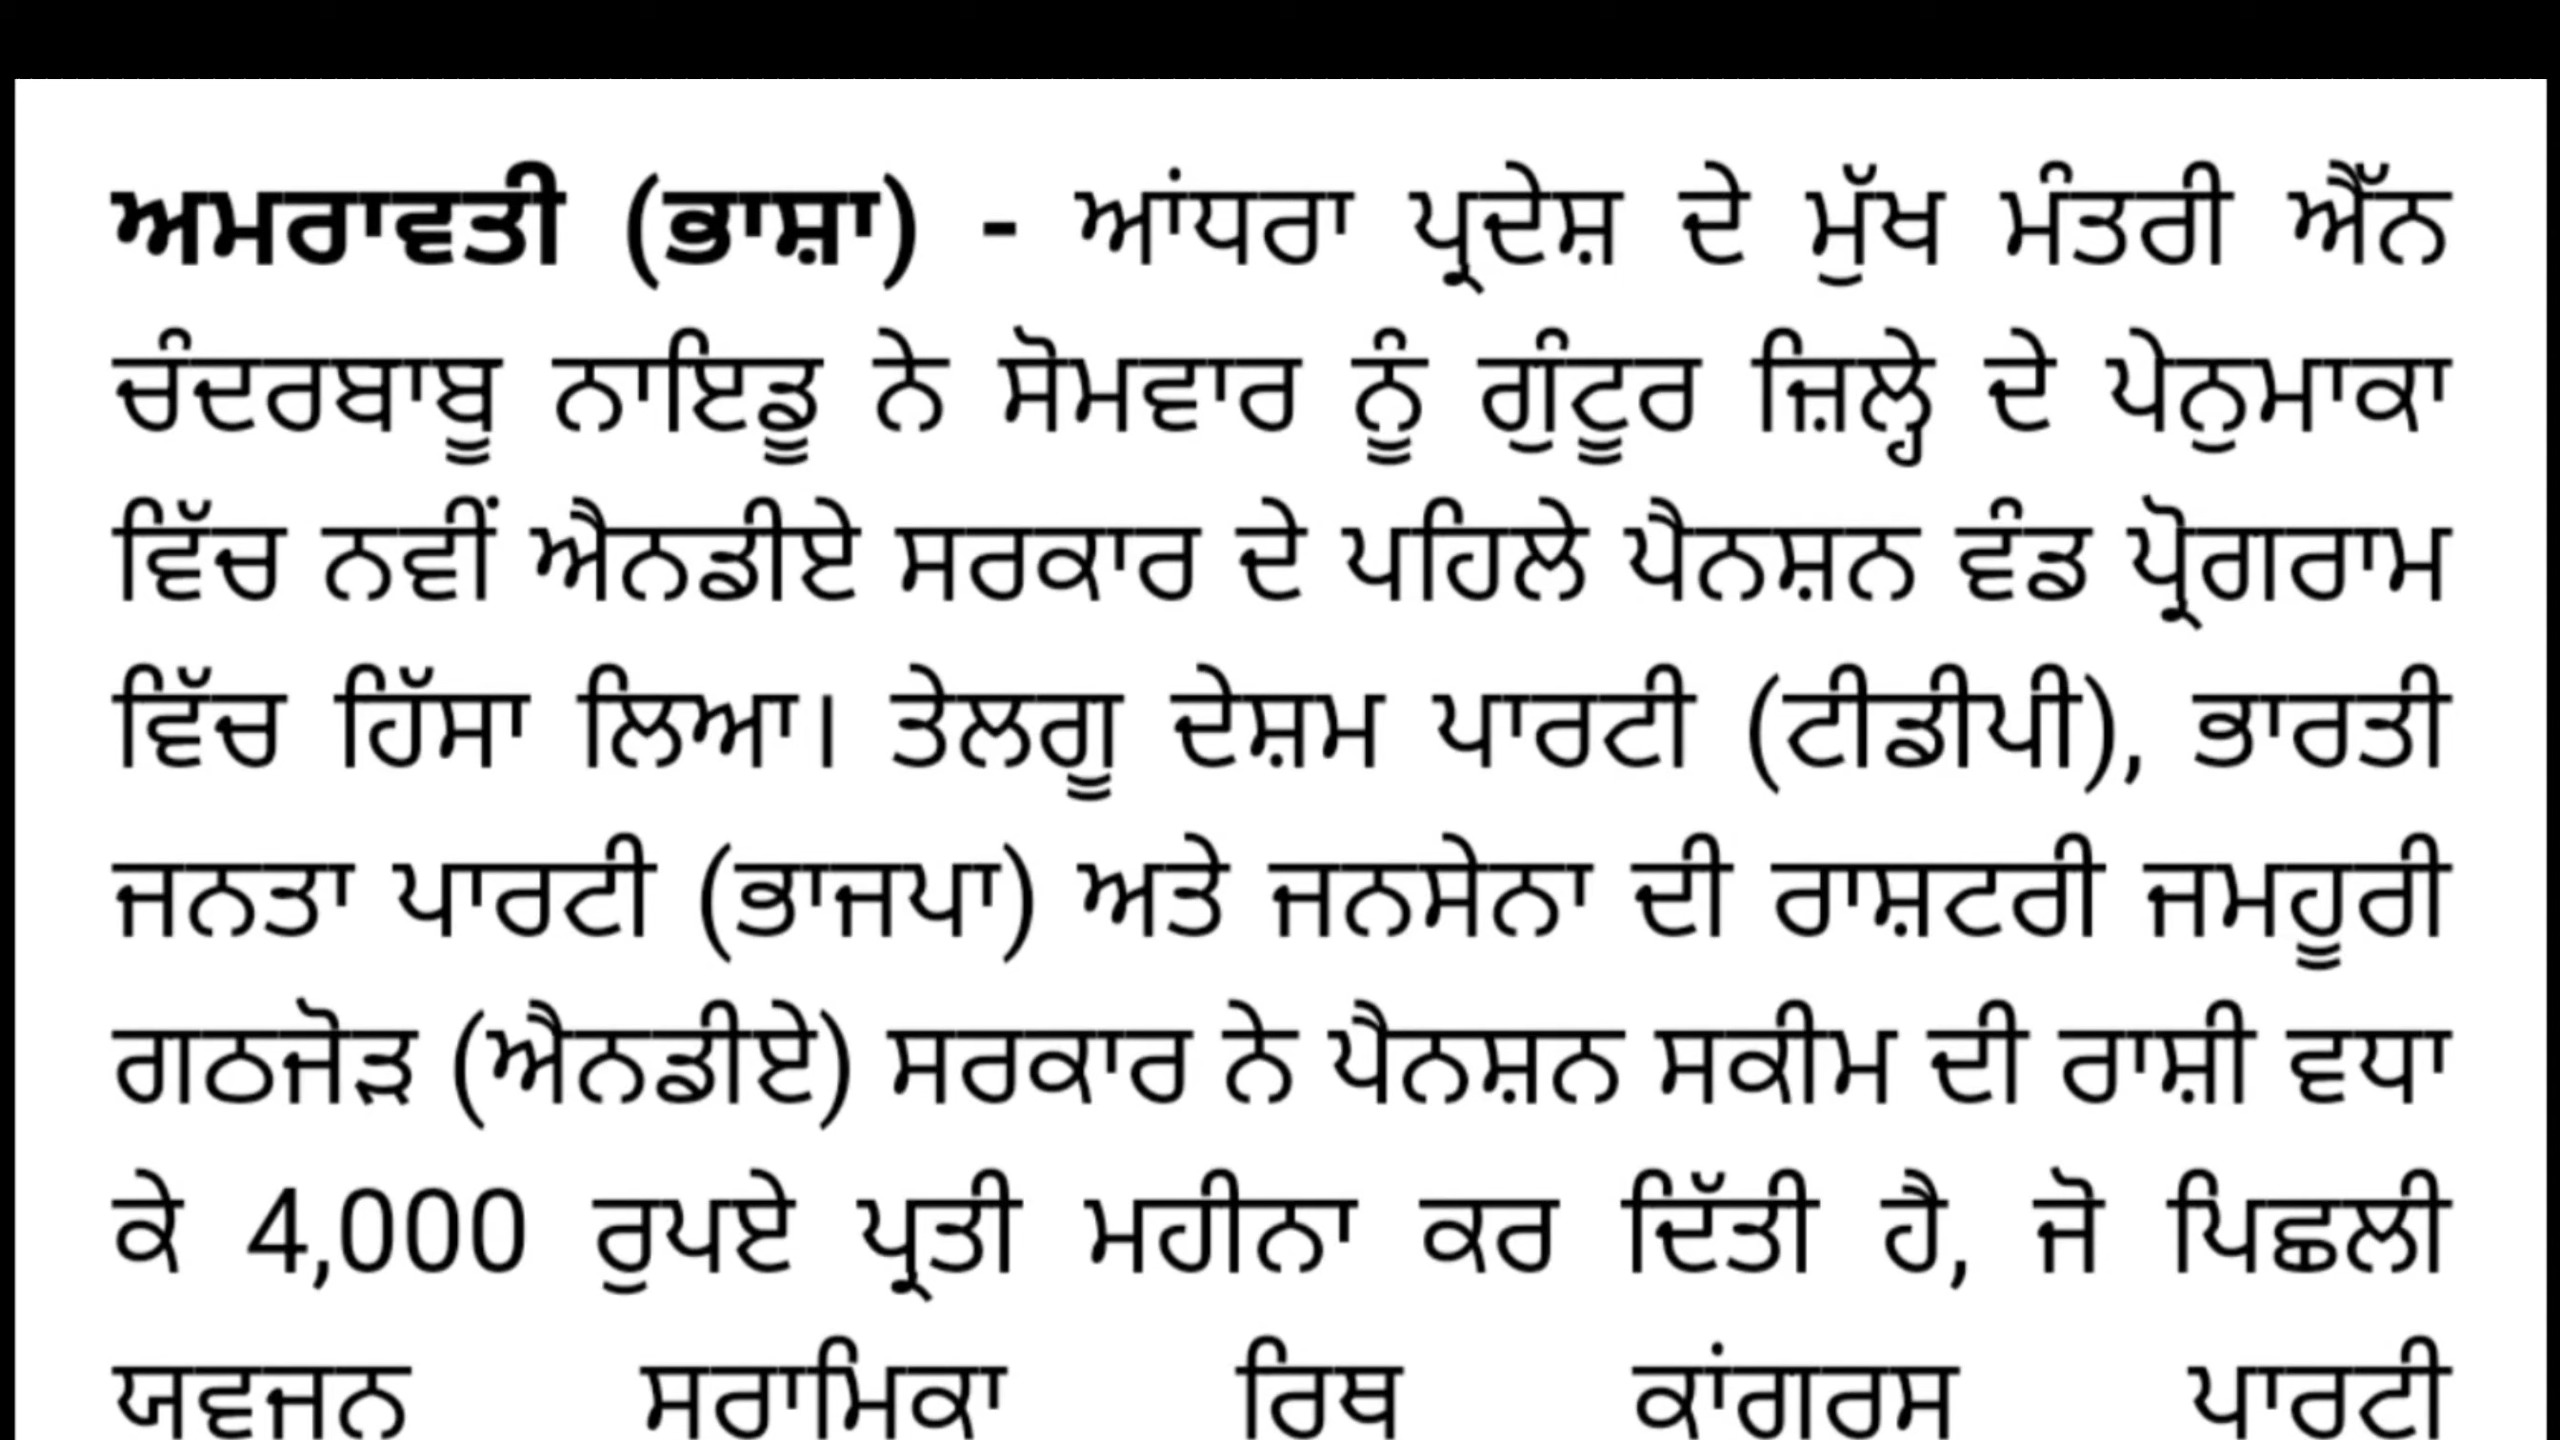 ਅਮਰਾਵਤੀ (ਭਾਸ਼ਾ) - ਆਂਧਰਾ ਪ੍ਰਦੇਸ਼ ਦੇ ਮੁੱਖ ਮੰਤਰੀ ਐੱਨ
ਚੰਦਰਬਾਬੂ ਨਾਇਡੂ ਨੇ ਸੋਮਵਾਰ ਨੂੰ ਗੁੰਟੂਰ ਜ਼ਿਲ੍ਹੇ ਦੇ ਪੇਨੁਮਾਕਾ
ਵਿੱਚ ਨਵੀਂ ਐਨਡੀਏ ਸਰਕਾਰ ਦੇ ਪਹਿਲੇ ਪੈਨਸ਼ਨ ਵੰਡ ਪ੍ਰੋਗਰਾਮ
ਵਿੱਚ ਹਿੱਸਾ ਲਿਆ। ਤੇਲਗੂ ਦੇਸ਼ਮ ਪਾਰਟੀ (ਟੀਡੀਪੀ), ਭਾਰਤੀ
ਜਨਤਾ ਪਾਰਟੀ (ਭਾਜਪਾ) ਅਤੇ ਜਨਸੇਨਾ ਦੀ ਰਾਸ਼ਟਰੀ ਜਮਹੂਰੀ
ਗਠਜੋੜ (ਐਨਡੀਏ) ਸਰਕਾਰ ਨੇ ਪੈਨਸ਼ਨ ਸਕੀਮ ਦੀ ਰਾਸ਼ੀ ਵਧਾ
ਕੇ 4,000 ਰੁਪਏ ਪ੍ਰਤੀ ਮਹੀਨਾ ਕਰ ਦਿੱਤੀ ਹੈ, ਜੋ ਪਿਛਲੀ
ਯਵਜਨ ਸਰਾਮਿਕਾ ਰਿਥ ਕਾਂਗਰਸ ਪਾਰਟੀ